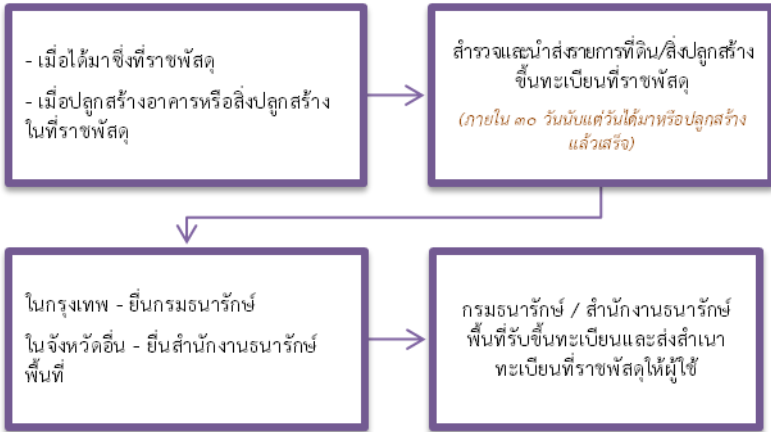 - เมื่อได้มาซึ่งที่ราชพัสดุ
- เมื่อปลูกสร้างอาคารหรือสิ่งปลูกสร้าง
ในที่ราชพัสดุ
สำรวจและนำส่งรายการที่ดิน/สิ่งปลูกสร้าง
ขึ้นทะเบียนที่ราชพัสดุ
(ภายใน ๓๐ วันนับแต่วันได้มาหรือปลูกสร้าง
แล้วเสร็จ)
ในกรุงเทพ - ยื่นกรมธนารักษ์
ในจังหวัดอื่น - ยื่นสำนักงานธนารักษ์
พื้นที่
กรมธนารักษ์ / สำนักงานธนารักษ์
พื้นที่รับขึ้นทะเบียนและส่งสำเนา
ทะเบียนที่ราชพัสดุให้ผู้ใช้